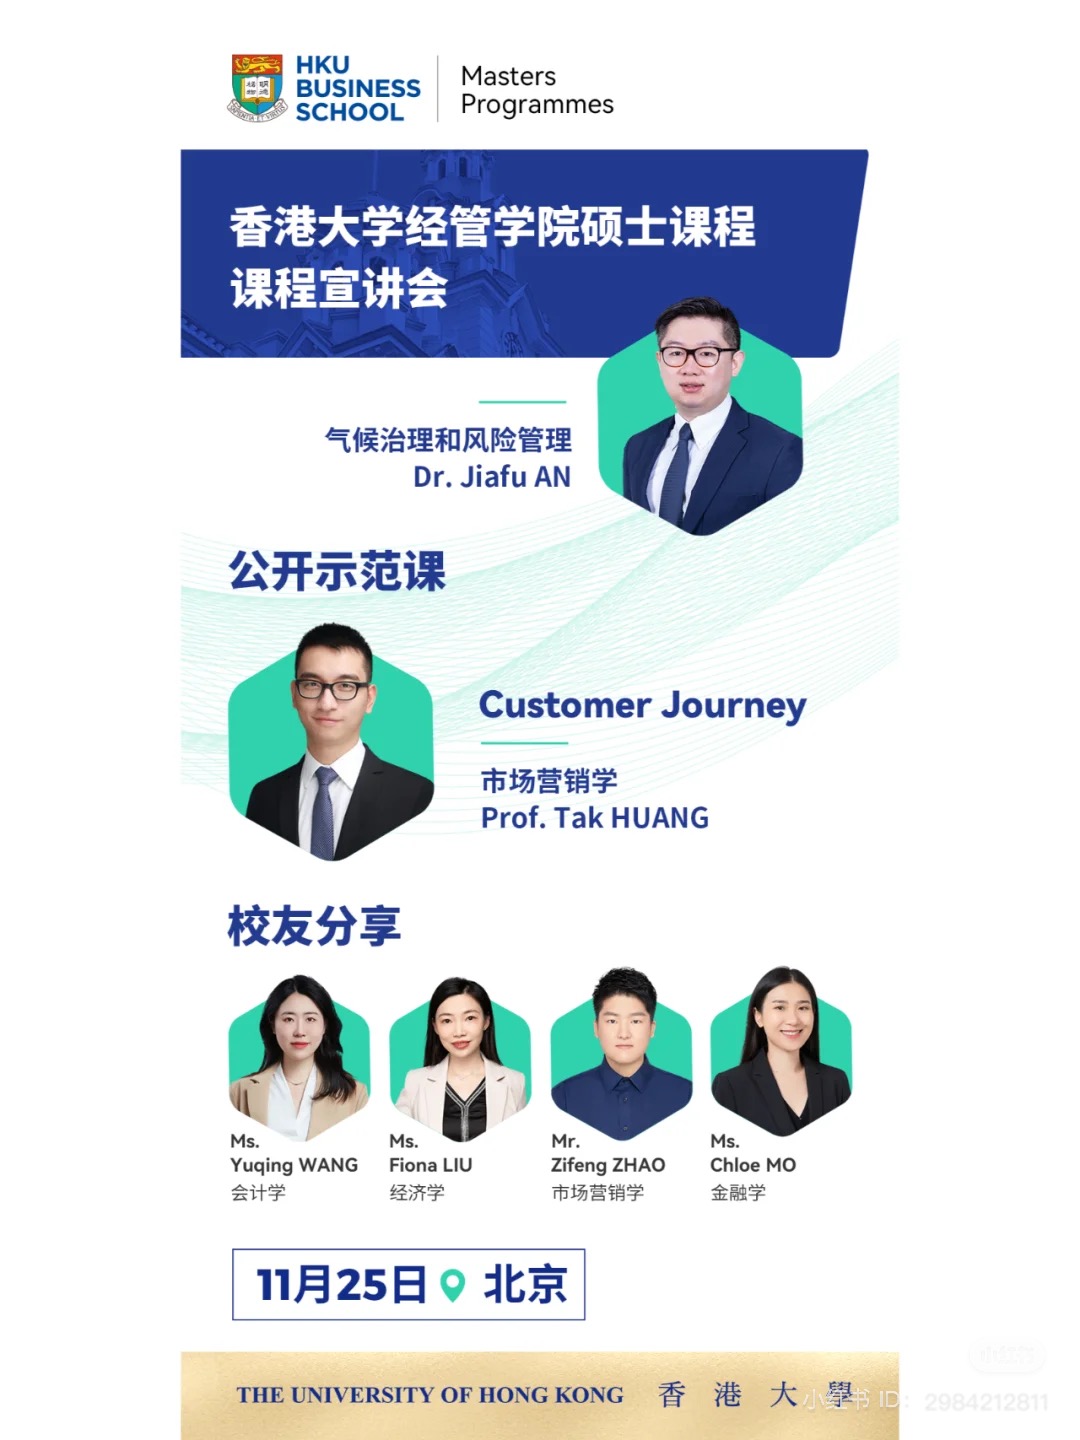 HKU
BUSINESS
SCHOOL
Masters
Programmes
香港大学经管学院硕士课程
课程宣讲会
气候治理和风险管理
Dr. Jiafu AN
公开示范课
Customer Journey
市场营销学
Prof. Tak HUANG
校友分享
Ms.
Yuqing WANG
会计学
Ms.
Fiona LIU
经济学
Mr.
Zifeng ZHAO
市场营销学
Ms.
Chloe MO
金融学
11月25日 北京
THE UNIVERSITY OF HONG KONG 香港大學
小红书
小红书 ID: 2984212811